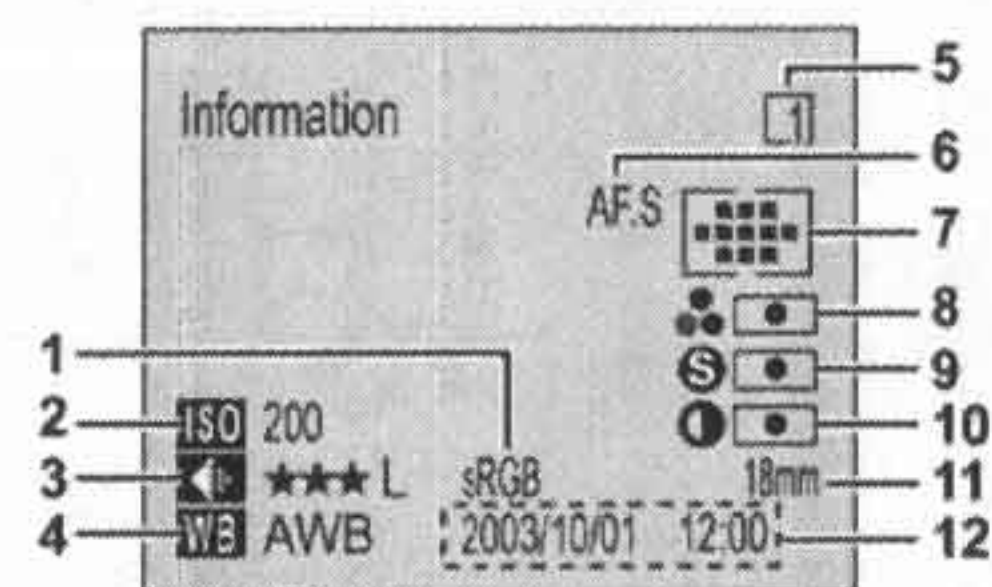 5
Information 1
6
AF.S
7
8
1
S 9
2 ISO 200 10
3 ★★★ L sRGB 18mm 11
4 WB AWB 2003/10/01 12:00 12